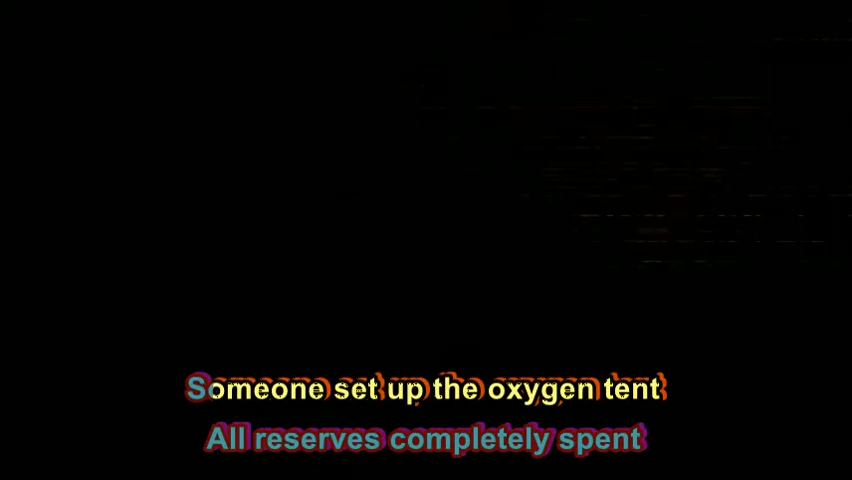 Someone set up the oxygen tent
All reserves completely spent